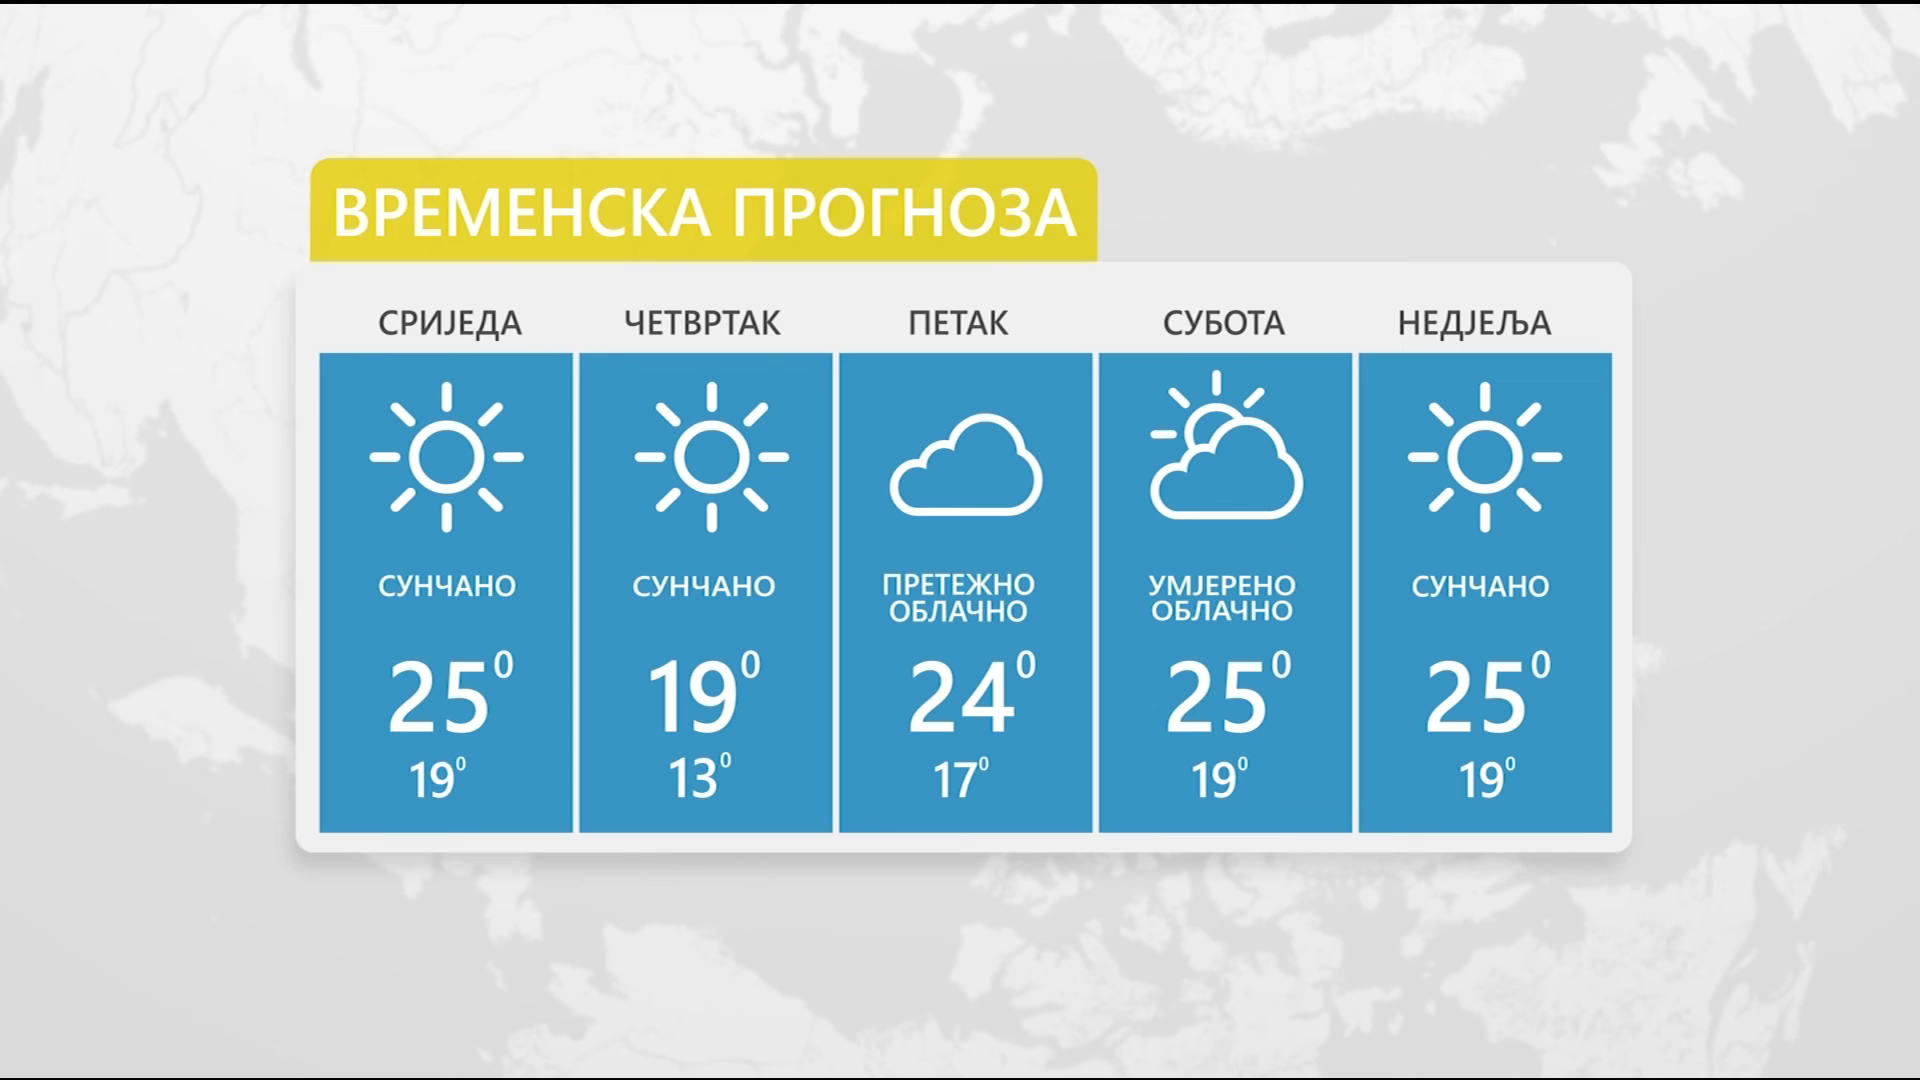 ВРЕМЕНСКА ПРОГНОЗА
СРИЈЕДА
СУНЧАНО
25⁰
19⁰
ЧЕТВРТАК
СУНЧАНО
19⁰
13⁰
ПЕТАК
ПРЕТЕЖНО
ОБЛАЧНО
24⁰
17⁰
СУБОТА
УМЈЕРЕНО
ОБЛАЧНО
25⁰
19⁰
НЕДЈЕЉА
СУНЧАНО
25⁰
19⁰